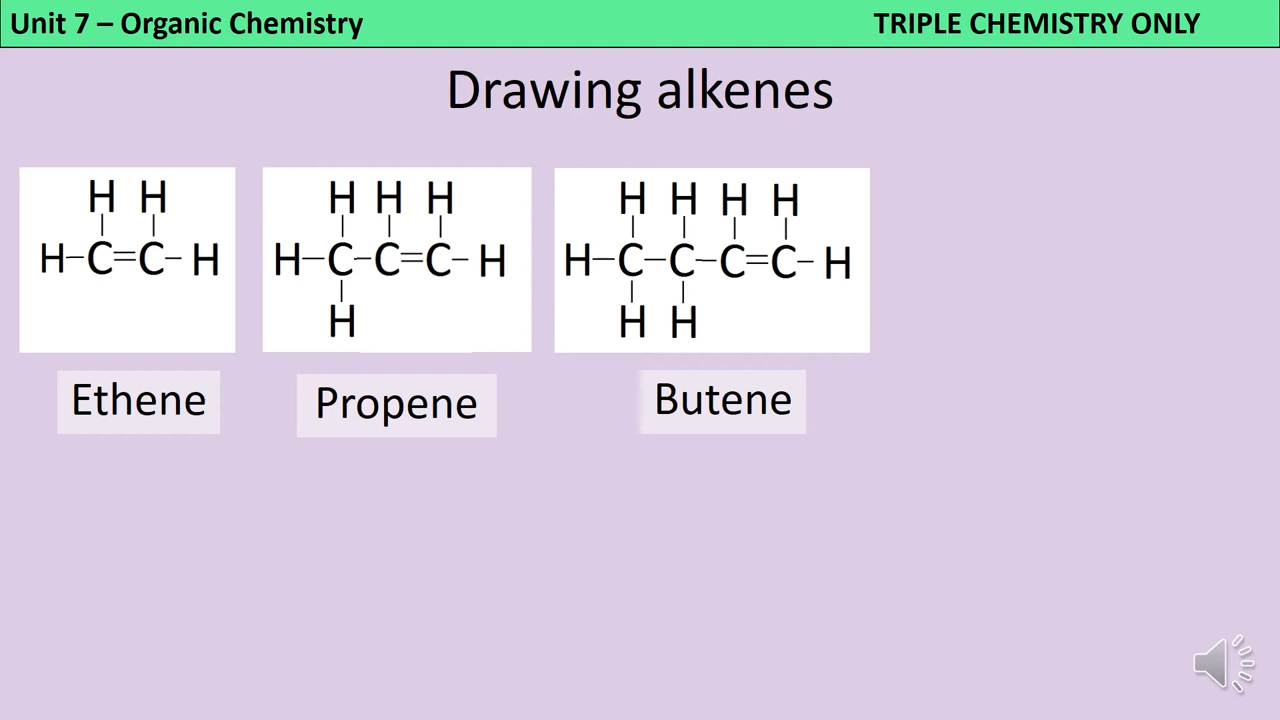 Unit 7 – Organic Chemistry
TRIPLE CHEMISTRY ONLY
Drawing alkenes
H H
H–C=C–H
Ethene
H H H
H–C–C=C–H
H
Propene
H H H H
H–C–C–C=C–H
H H
Butene